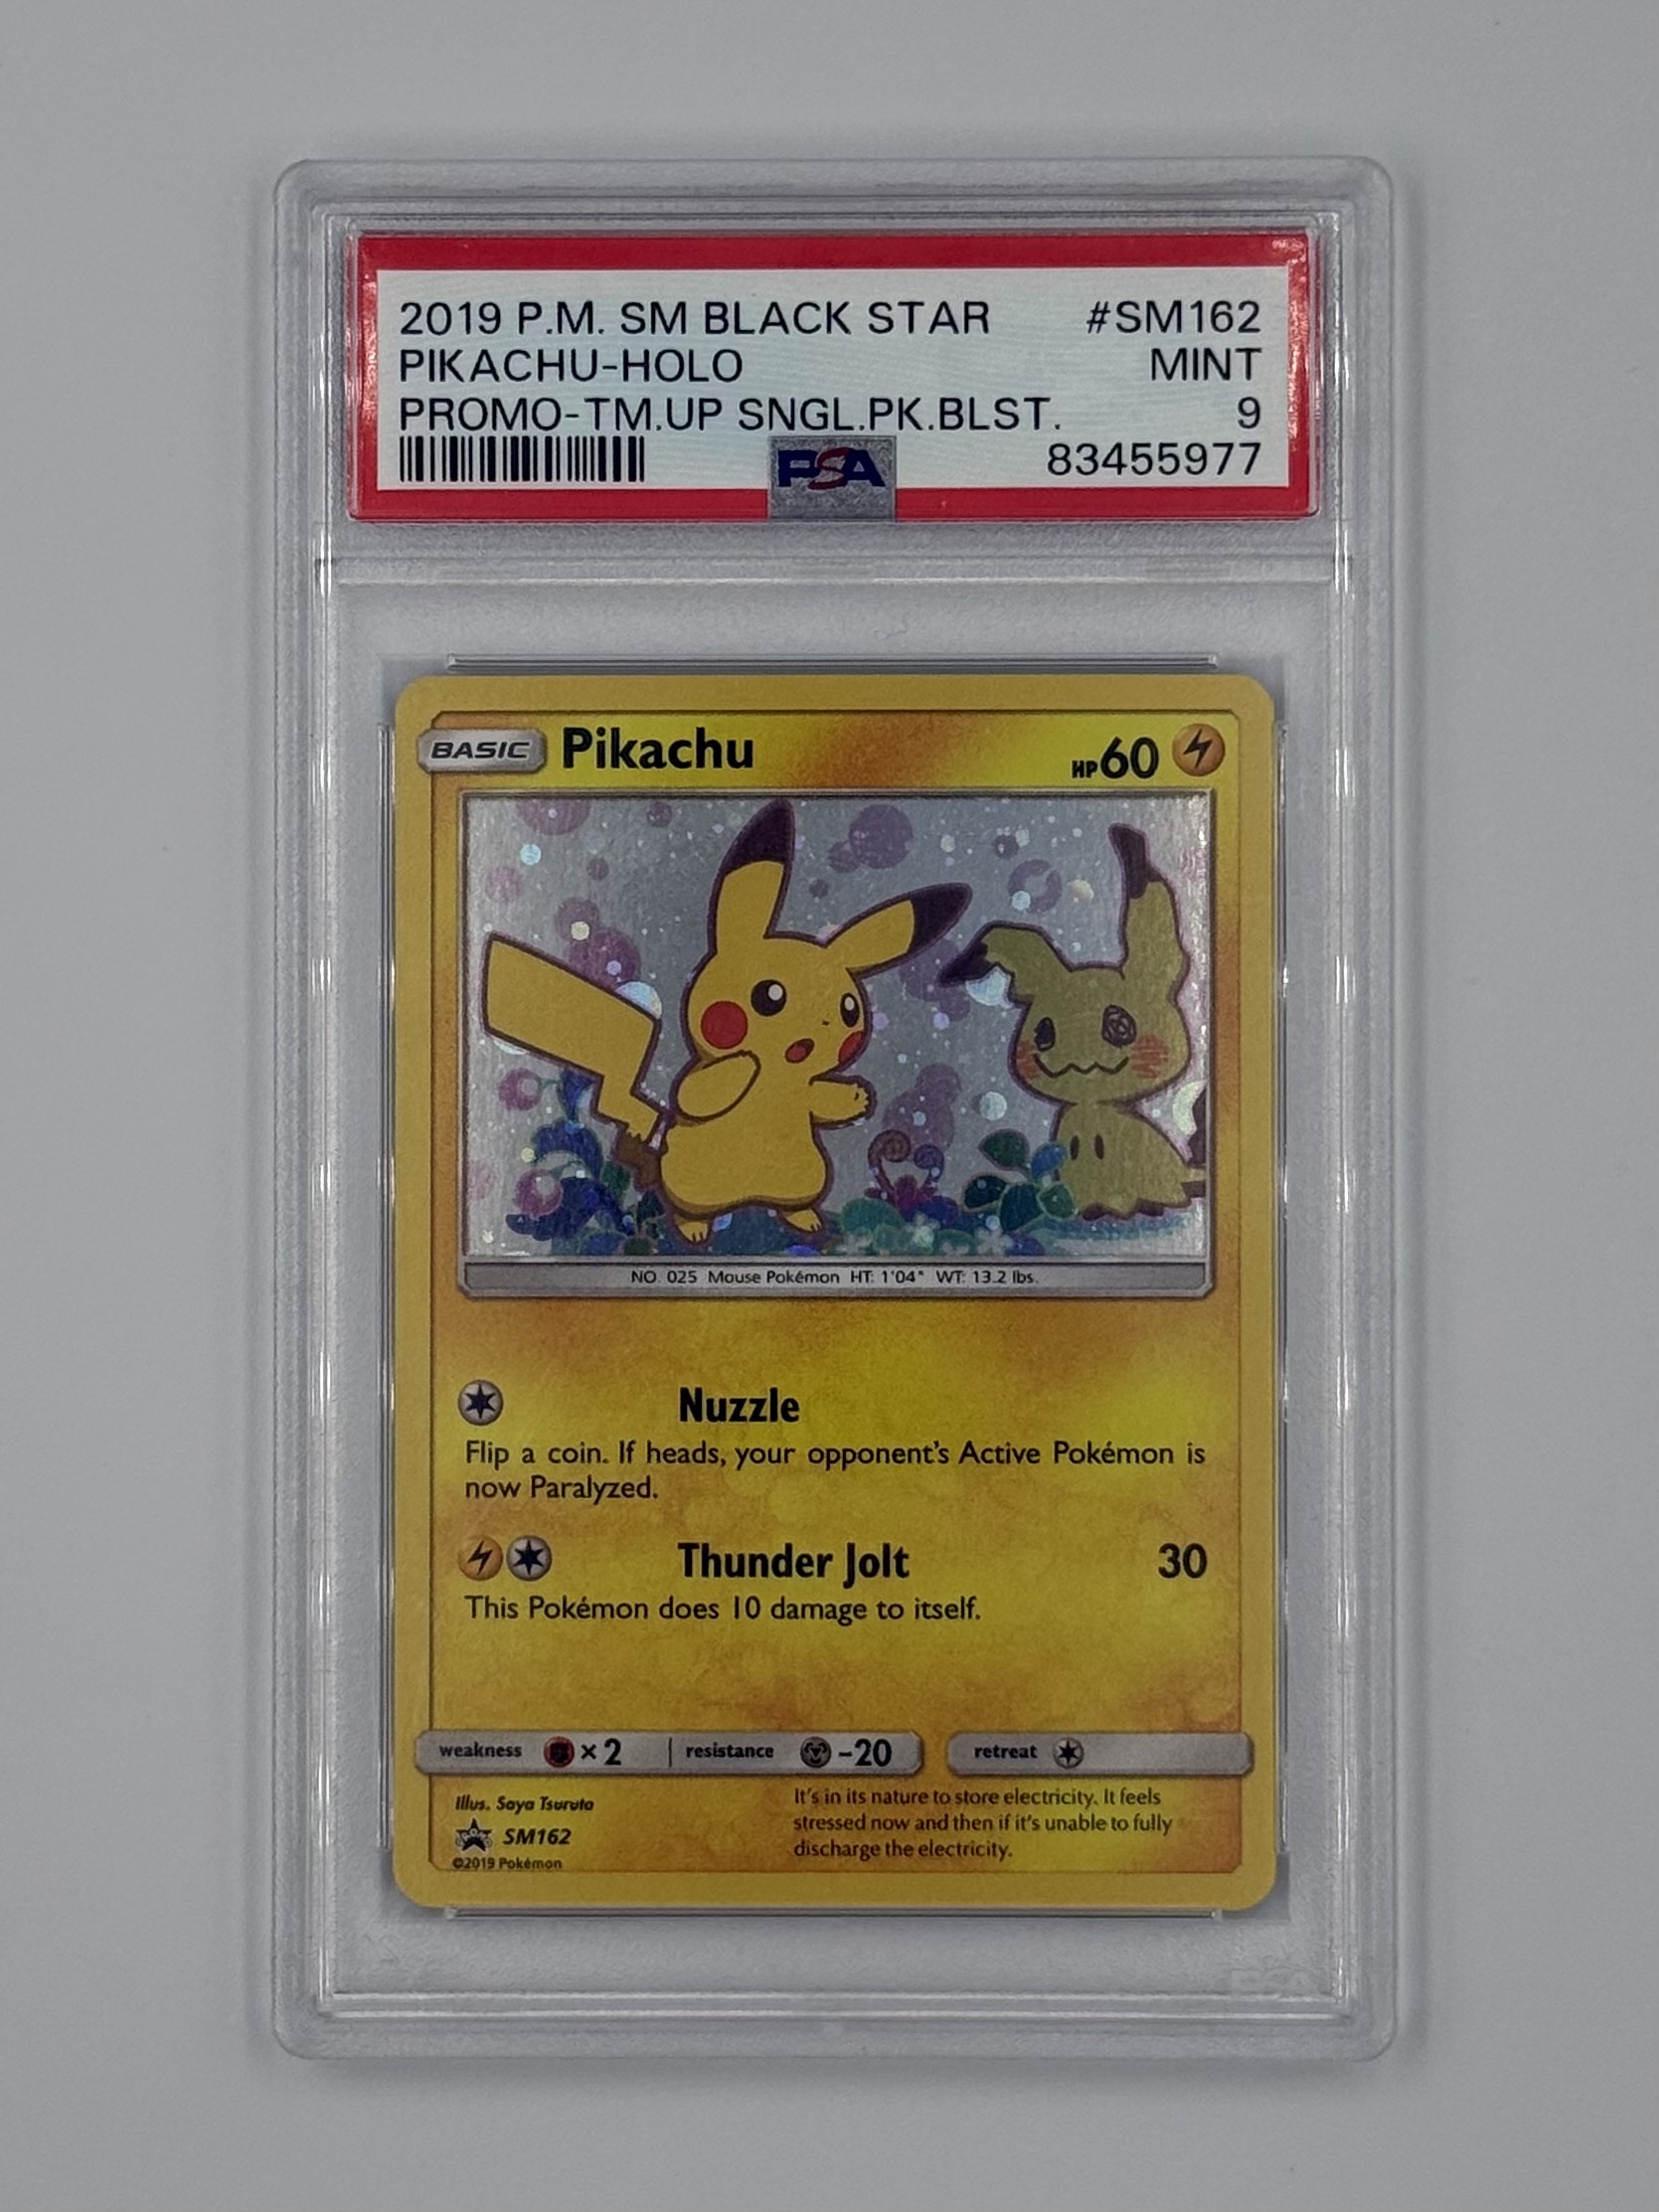 2019 P.M. SM BLACK STAR #SM162
PIKACHU-HOLO MINT
PROMO-TM.UP SNGL.PK.BLST. 9
PSA 83455977
BASIC Pikachu HP60
NO. 025 Mouse Pokémon HT: 1'04" WT: 13.2 lbs.
Nuzzle
Flip a coin. If heads, your opponent's Active Pokémon is
now Paralyzed.
Thunder Jolt 30
This Pokémon does 10 damage to itself.
weakness ×2 resistance -20 retreat
Illus. Saya Tsuruta
SM162
©2019 Pokémon
It's in its nature to store electricity. It feels
stressed now and then if it's unable to fully
discharge the electricity.
PSA